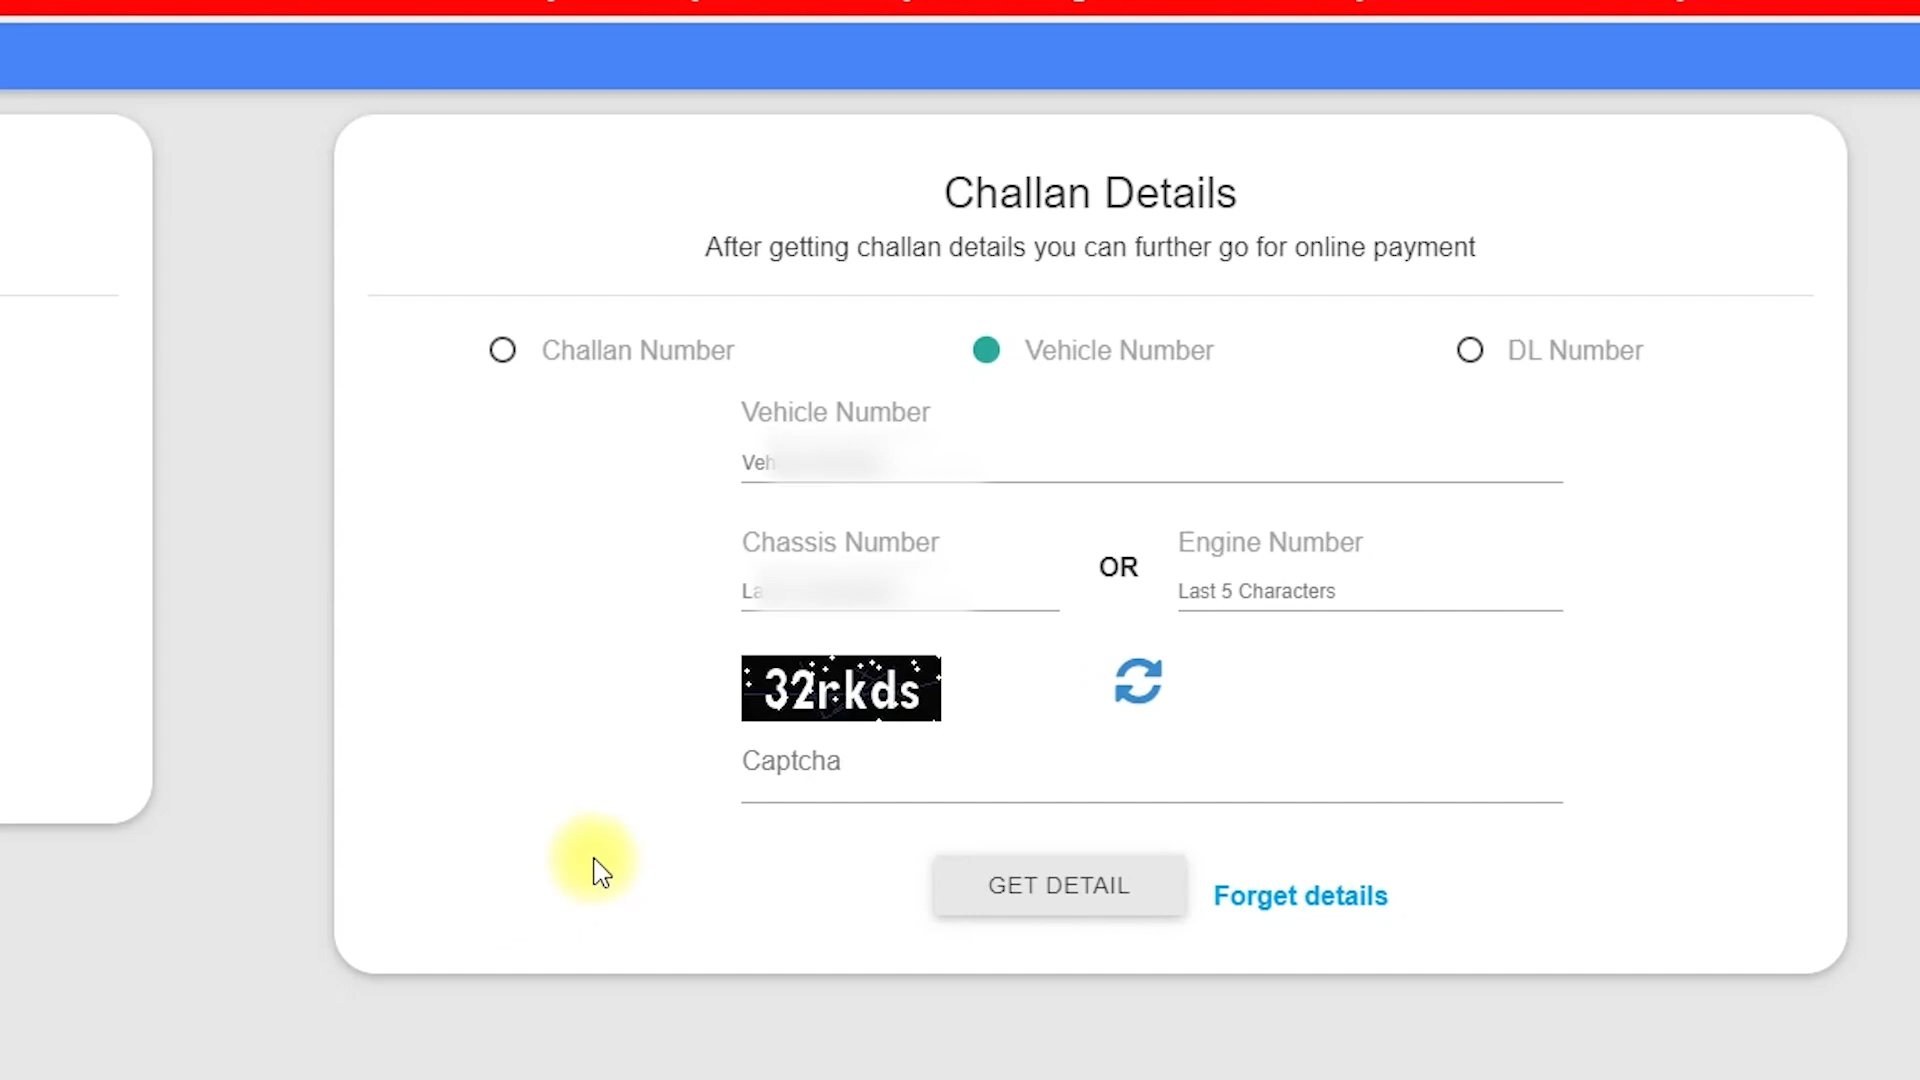 Challan Details
After getting challan details you can further go for online payment
Challan Number
Vehicle Number
DL Number
Vehicle Number
Chassis Number
OR
Engine Number
Last 5 Characters
32rkds
Captcha
GET DETAIL
Forget details